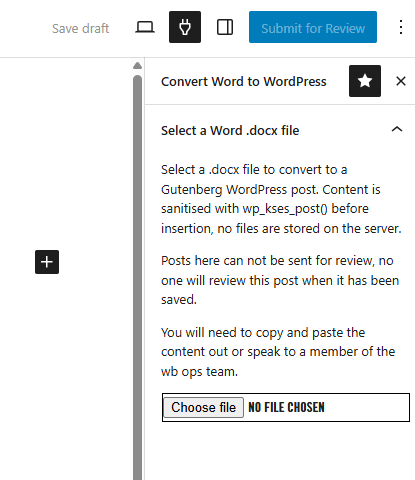 Save draft
Submit for Review
Convert Word to WordPress
Select a Word .docx file
Select a .docx file to convert to a
Gutenberg WordPress post. Content is
sanitised with wp_kses_post() before
insertion, no files are stored on the server.
Posts here can not be sent for review, no
one will review this post when it has been
saved.
You will need to copy and paste the
content out or speak to a member of the
wb ops team.
Choose file NO FILE CHOSEN